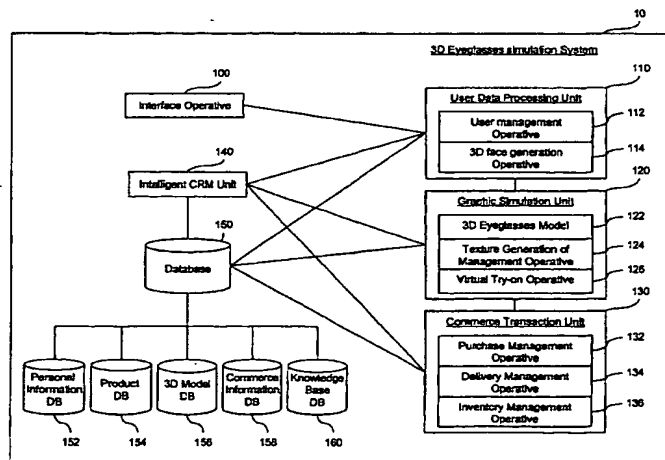 10
3D Eyeglasses simulation System
100
Interface Operative
110
User Data Processing Unit
User management
Operative
112
3D face generation
Operative
114
140
Intelligent CRM Unit
120
Graphic Simulation Unit
3D Eyeglasses Model
122
Texture Generation of
Management Operative
124
Virtual Try-on Operative
126
150
Database
130
Commerce Transaction Unit
Purchase Management
Operative
132
Delivery Management
Operative
134
Inventory Management
Operative
136
Personal
Information
DB
Product
DB
3D Model
DB
Commerce
Information
DB
Knowledge
Base
DB
152
154
156
158
160